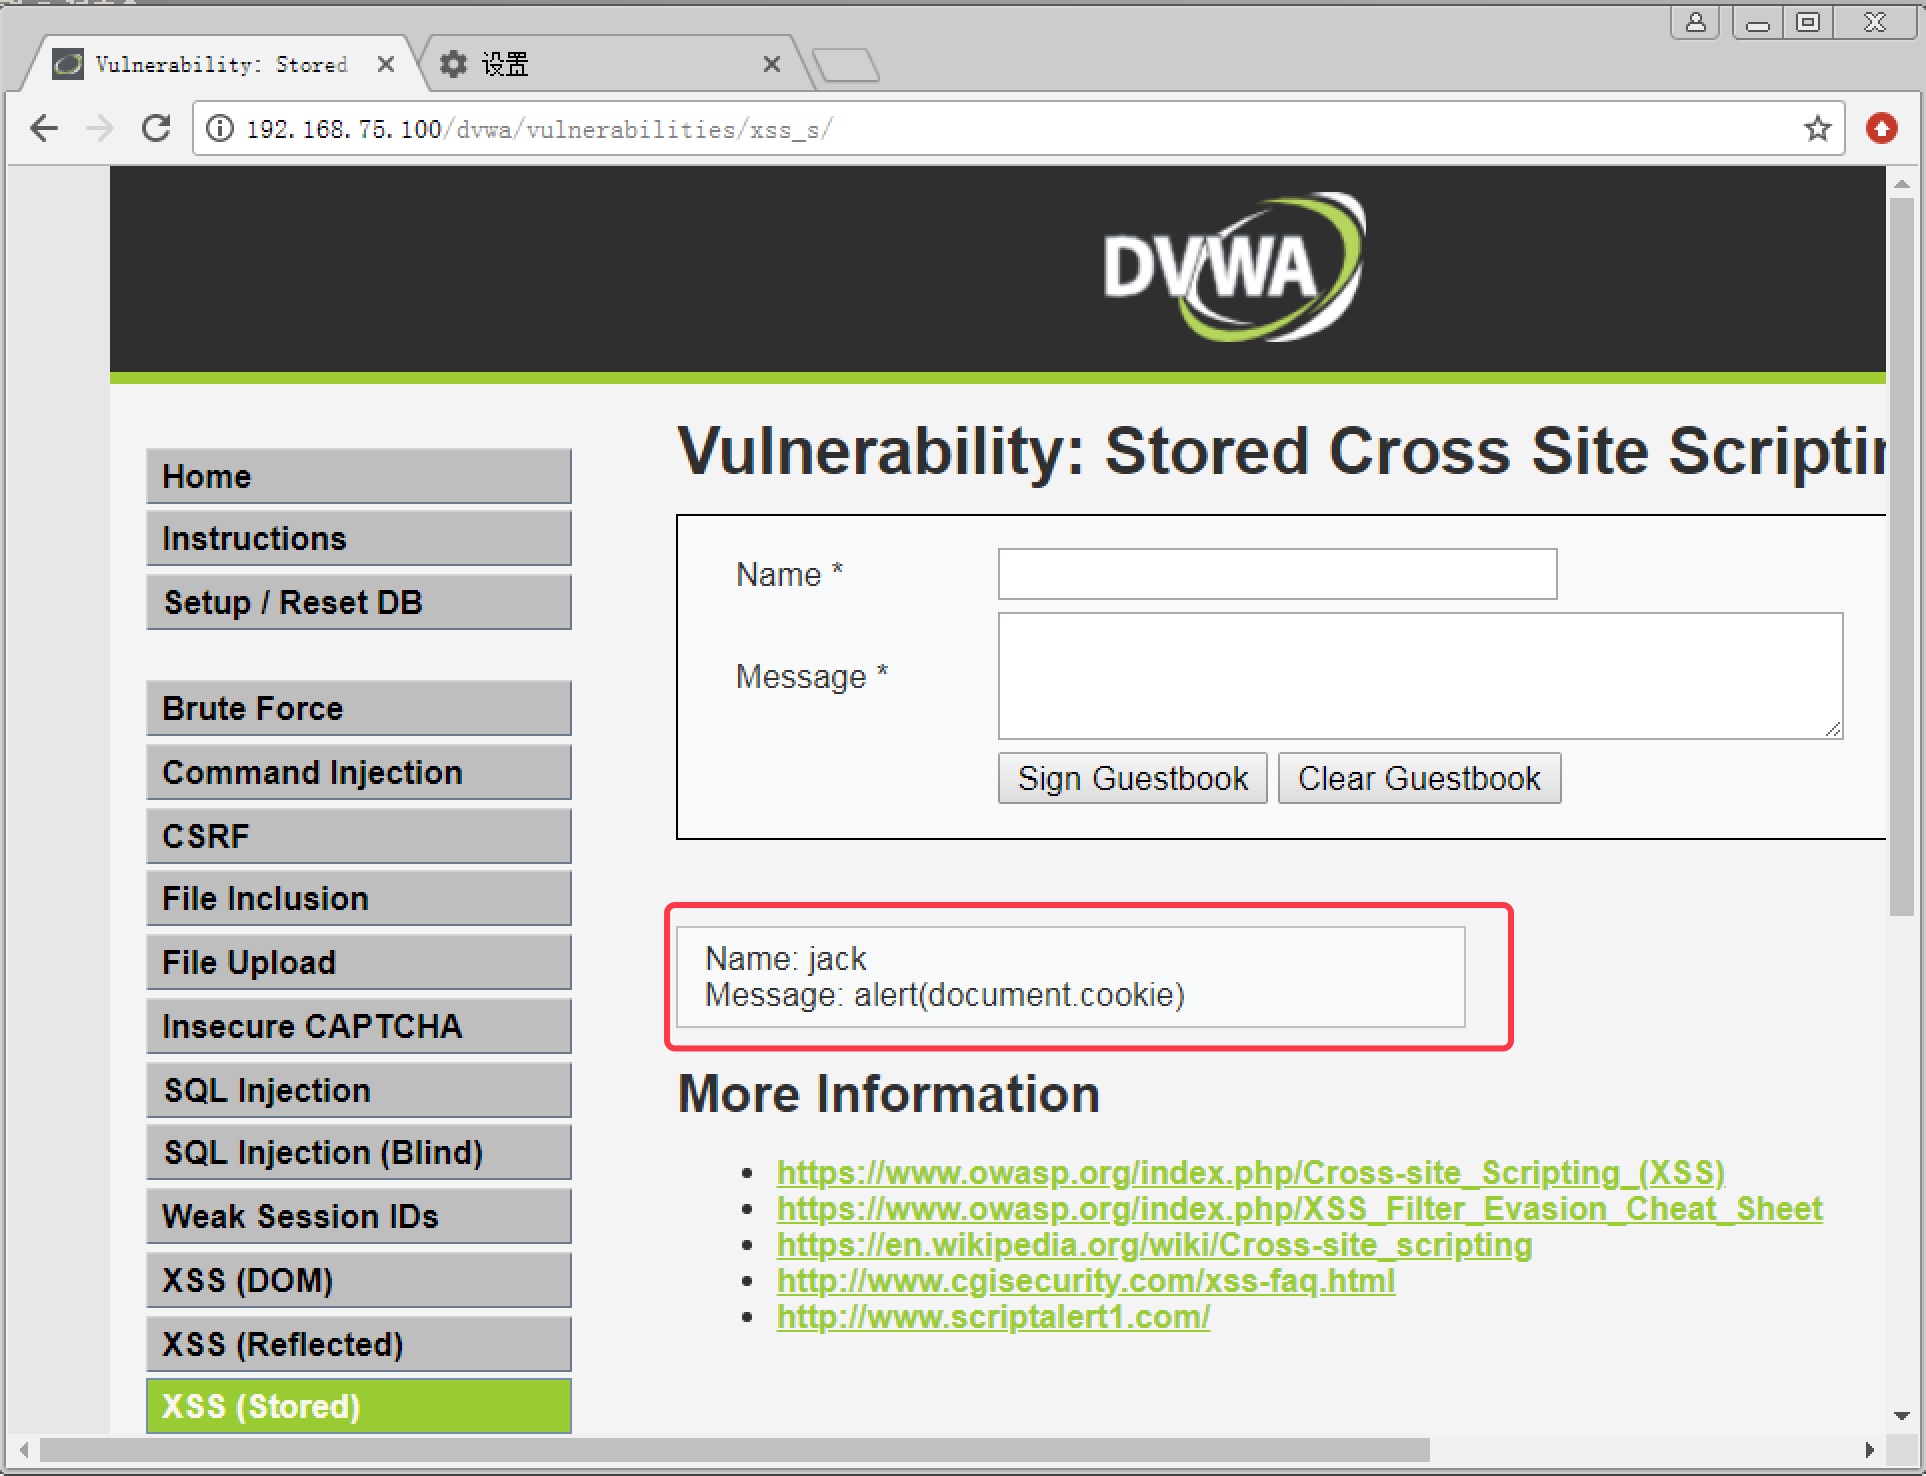 Vulnerability: Stored
设置
192.168.75.100/dvwa/vulnerabilities/xss_s/
DVWA
Home
Instructions
Setup / Reset DB
Brute Force
Command Injection
CSRF
File Inclusion
File Upload
Insecure CAPTCHA
SQL Injection
SQL Injection (Blind)
Weak Session IDs
XSS (DOM)
XSS (Reflected)
XSS (Stored)
Vulnerability: Stored Cross Site Scriptin
Name *
Message *
Sign Guestbook
Clear Guestbook
Name: jack
Message: alert(document.cookie)
More Information
https://www.owasp.org/index.php/Cross-site_Scripting_(XSS)
https://www.owasp.org/index.php/XSS_Filter_Evasion_Cheat_Sheet
https://en.wikipedia.org/wiki/Cross-site_scripting
http://www.cgisecurity.com/xss-faq.html
http://www.scriptalert1.com/